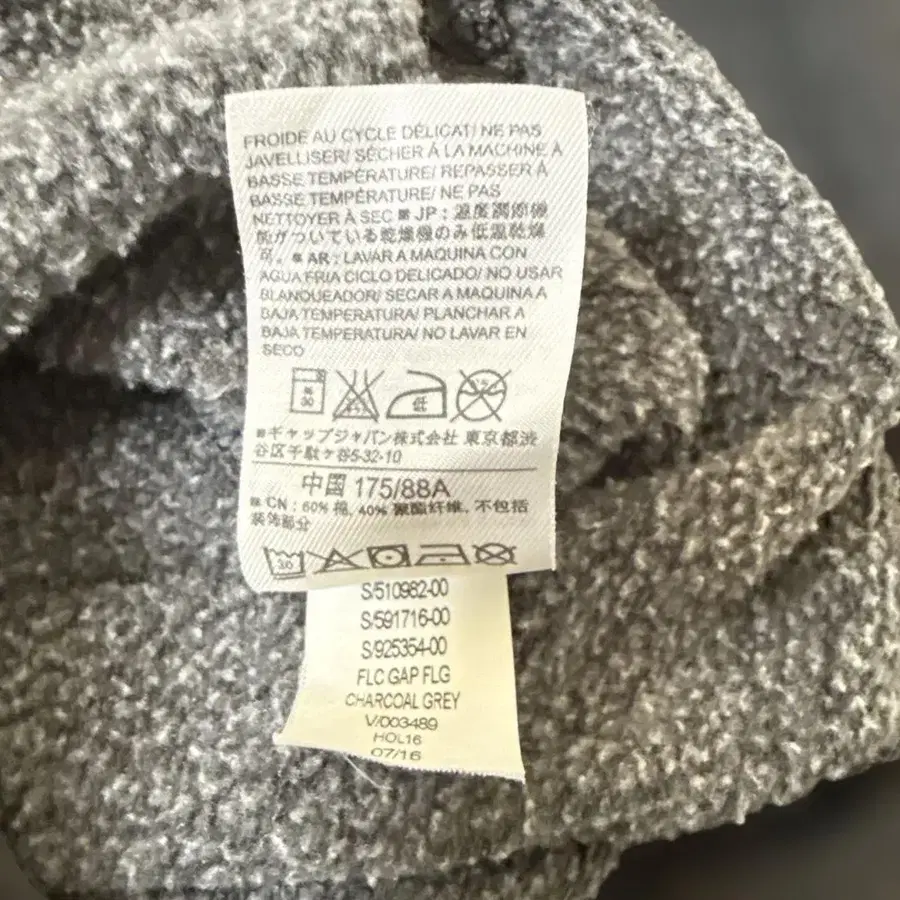 FROIDE AU CYCLE DÉLICAT/ NE PAS
JAVELLISER/ SÉCHER À LA MACHINE À
BASSE TEMPÉRATURE/ REPASSER À
BASSE TEMPÉRATURE/ NE PAS
NETTOYER À SEC ■ JP : 温度調節機
能がついている乾燥機のみ低温乾燥
可。 ■ AR : LAVAR A MAQUINA CON
AGUA FRIA CICLO DELICADO/ NO USAR
BLANQUEADOR/ SECAR A MAQUINA A
BAJA TEMPERATURA/ PLANCHAR A
BAJA TEMPERATURA/ NO LAVAR EN
SECO
30 低
■ギャップジャパン株式会社 東京都渋
谷区千駄ヶ谷5-32-10
中国 175/88A
■ CN : 60% 棉, 40% 聚酯纤维, 不包括
装饰部分
30
S/510982-00
S/591716-00
S/925354-00
FLC GAP FLG
CHARCOAL GREY
V/D03489
HOL16
07/16